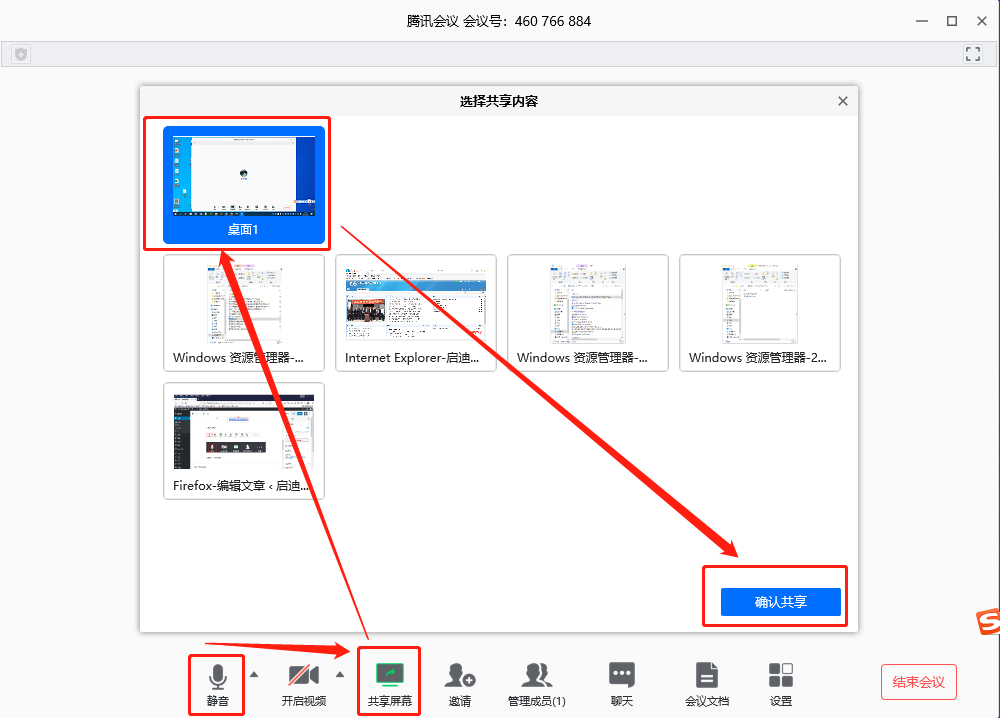 腾讯会议 会议号：460 766 884
选择共享内容
桌面1
Windows 资源管理器-...
Internet Explorer-启迪...
Windows 资源管理器-...
Windows 资源管理器-2...
Firefox-编辑文章 ‹ 启迪...
确认共享
静音
开启视频
共享屏幕
邀请
管理成员(1)
聊天
会议文档
设置
结束会议